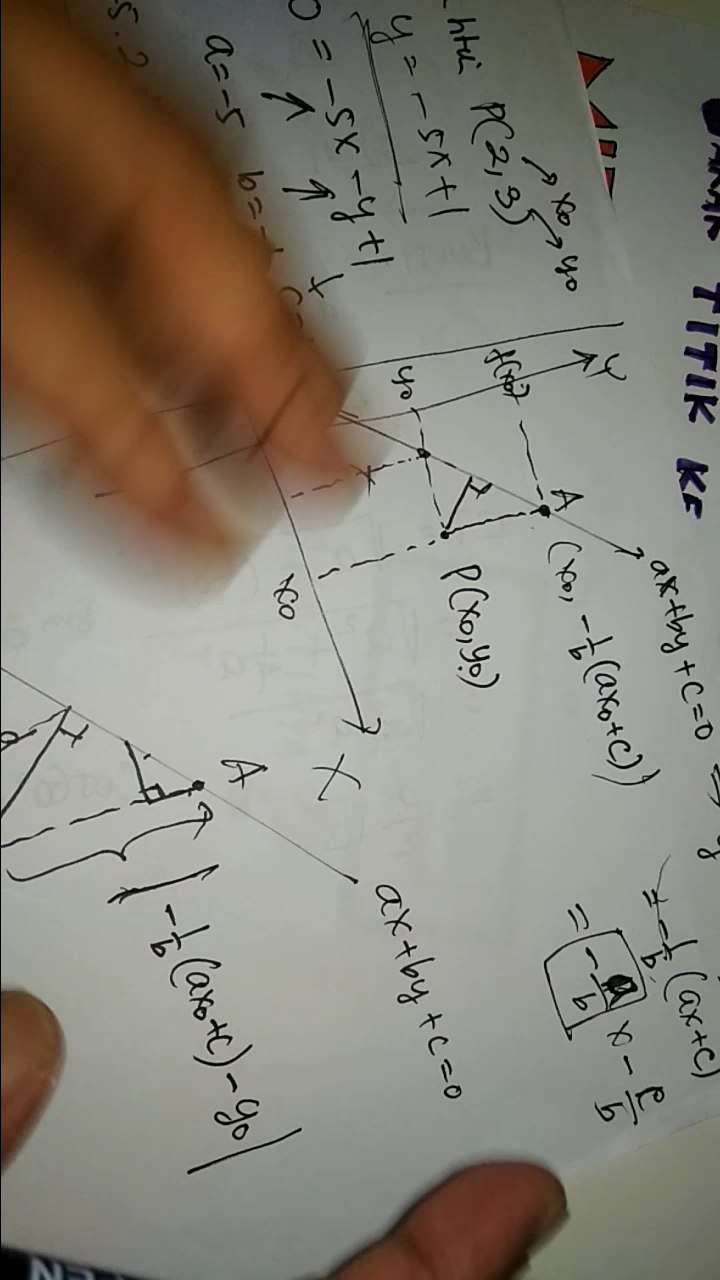 TITIK KE
P(2,3)
x₀
y₀
y = -5x+1
0 = -5x - y + 1
a = -5
Y
f(x₀)
y₀
A
(x₀, -1/b(ax₀+c))
P(x₀,y₀)
x₀
X
ax+by+c=0
= -1/b (ax+c)
= -a/b x - c/b
A
ax+by+c=0
|-1/b(ax₀+c)-y₀|
d